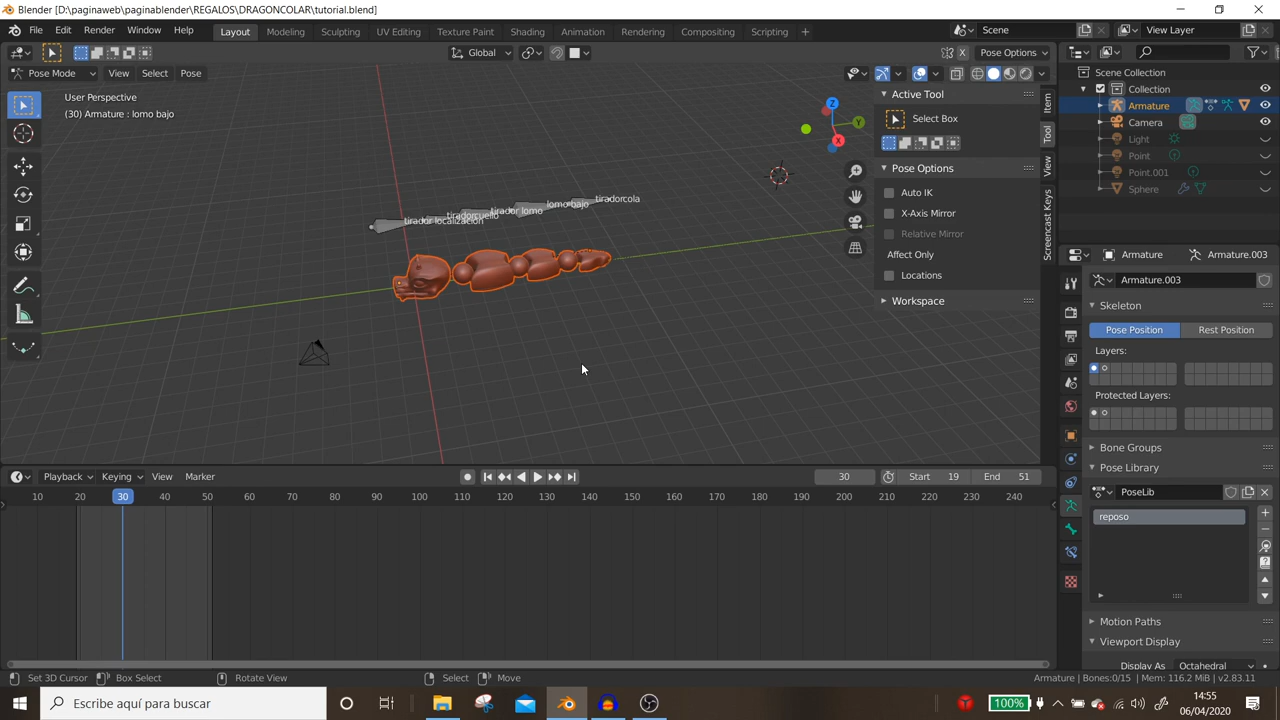 Blender [D:\paginaweb\paginablender\REGALOS\DRAGONCOLAR\tutorial.blend]
File Edit Render Window Help Layout Modeling Sculpting UV Editing Texture Paint Shading Animation Rendering Compositing Scripting + Scene View Layer
Global Pose Options
Pose Mode View Select Pose
User Perspective
(30) Armature : lomo bajo
tirador localización tiradorcuello tirador lomo lomo bajo tiradorcola
Z
Y
X
Active Tool
Select Box
Pose Options
Auto IK
X-Axis Mirror
Relative Mirror
Affect Only
Locations
Workspace
Item
Tool
View
Screencast Keys
Scene Collection
Collection
Armature
Camera
Light
Point
Point.001
Sphere
Armature Armature.003
Armature.003
Skeleton
Pose Position Rest Position
Layers:
Protected Layers:
Bone Groups
Pose Library
PoseLib
reposo
Motion Paths
Viewport Display
Display As Octahedral
Playback Keying View Marker 30 Start 19 End 51
10 30 40 50 60 70 80 90 100 110 120 130 140 150 160 170 180 190 200 210 220 230 240
Set 3D Cursor Box Select Rotate View Select Move Armature | Bones:0/15 | Mem: 116.2 MiB | v2.83.11
Escribe aquí para buscar 100% 14:55
06/04/2020